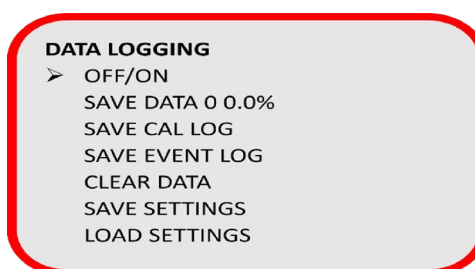 DATA LOGGING
➢ OFF/ON
SAVE DATA 0 0.0%
SAVE CAL LOG
SAVE EVENT LOG
CLEAR DATA
SAVE SETTINGS
LOAD SETTINGS